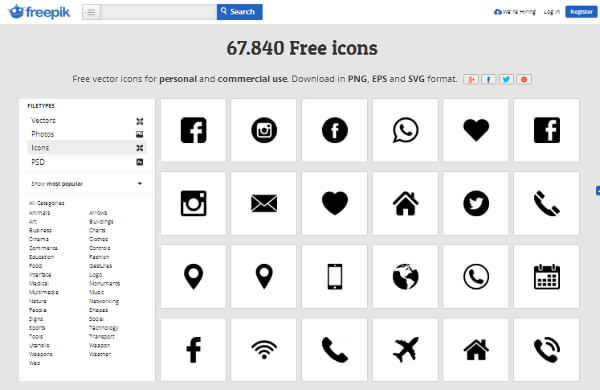 freepik
Search
We're Hiring
Log in
Register
67.840 Free icons
Free vector icons for personal and commercial use. Download in PNG, EPS and SVG format.
FILETYPES
Vectors
Photos
Icons
PSD
Show most popular
All Categories
Animals
Art
Business
Cinema
Commerce
Education
Food
Interface
Medical
Multimedia
Nature
People
Signs
Sports
Tools
Utensils
Weapons
Web
Arrows
Buildings
Charts
Clothes
Controls
Fashion
Gestures
Logo
Monuments
Music
Networking
Shapes
Social
Technology
Transport
Weapon
Weather